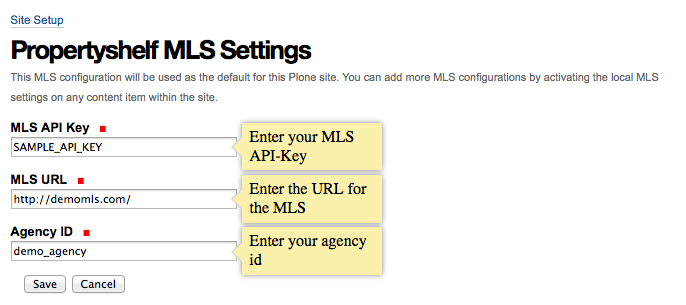 Site Setup
Propertyshelf MLS Settings
This MLS configuration will be used as the default for this Plone site. You can add more MLS configurations by activating the local MLS
settings on any content item within the site.
MLS API Key
SAMPLE_API_KEY
Enter your MLS
API-Key
MLS URL
http://demomls.com/
Enter the URL for
the MLS
Agency ID
demo_agency
Enter your agency
id
Save Cancel